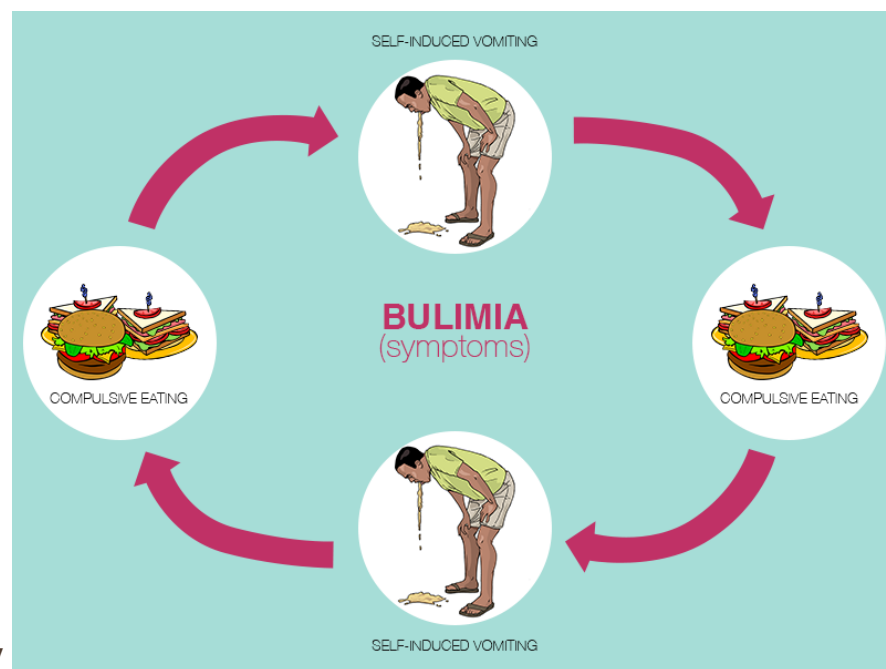 SELF-INDUCED VOMITING
BULIMIA
(symptoms)
COMPULSIVE EATING
COMPULSIVE EATING
SELF-INDUCED VOMITING